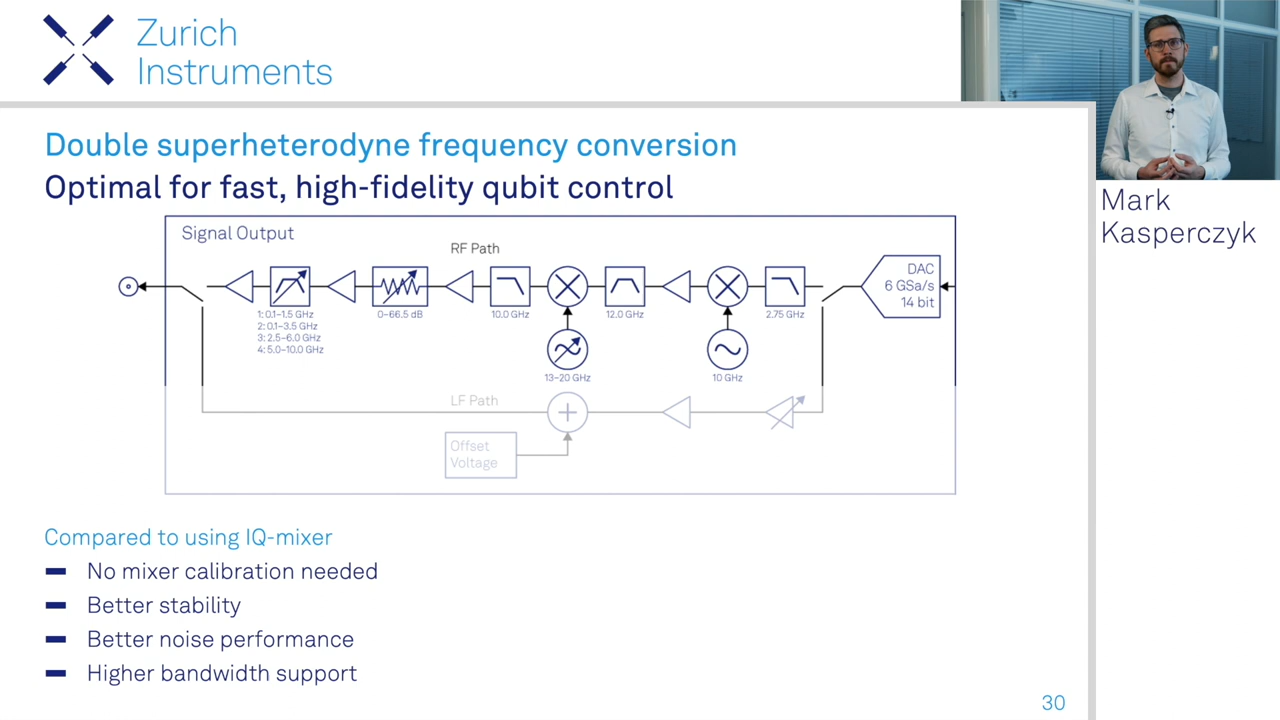 Zurich
Instruments
Double superheterodyne frequency conversion
Optimal for fast, high-fidelity qubit control
Signal Output
RF Path
DAC
6 GSa/s
14 bit
1: 0.1–1.5 GHz
2: 0.1–3.5 GHz
3: 2.5–6.0 GHz
4: 5.0–10.0 GHz
0–66.5 dB
10.0 GHz
12.0 GHz
2.75 GHz
13–20 GHz
10 GHz
LF Path
Offset
Voltage
Compared to using IQ-mixer
No mixer calibration needed
Better stability
Better noise performance
Higher bandwidth support
Mark
Kasperczyk
30